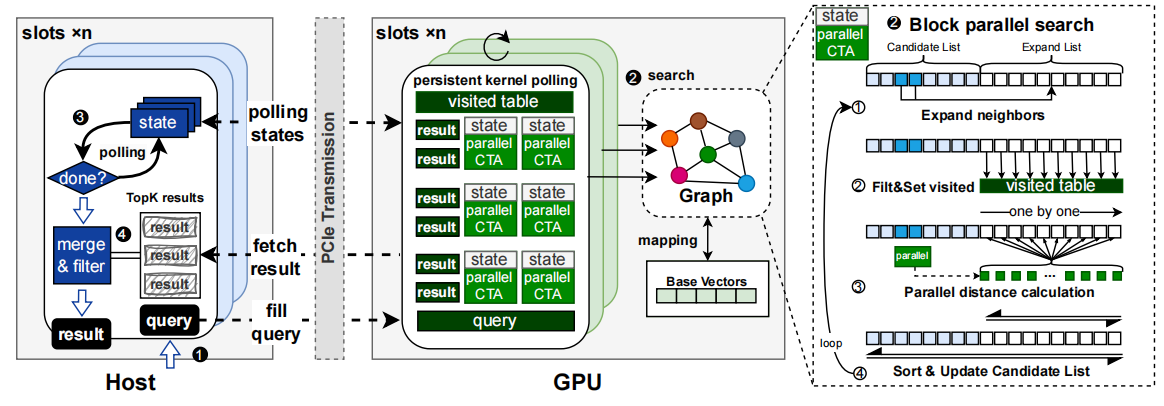 slots ×n
❸
state
polling
done?
TopK results
result
result
result
merge
& filter
❹
result
query
❶
Host
polling
states
fetch
result
fill
query
PCIe Transmission
slots ×n
persistent kernel polling
visited table
result
result
state
parallel
CTA
state
parallel
CTA
result
result
state
parallel
CTA
state
parallel
CTA
result
result
state
parallel
CTA
state
parallel
CTA
query
GPU
❷ search
Graph
mapping
Base Vectors
state
parallel
CTA
❷ Block parallel search
Candidate List
Expand List
①
Expand neighbors
② Filt&Set visited
visited table
one by one
parallel
③
Parallel distance calculation
loop
④
Sort & Update Candidate List